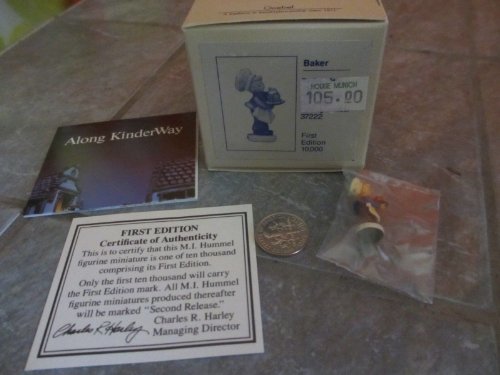 Goebel
Baker
HOUSE MUNICH
105.00
37222
First
Edition
10,000
Along KinderWay
FIRST EDITION
Certificate of Authenticity
This is to certify that this M.I. Hummel
figurine miniature is one of ten thousand
comprising its First Edition.
Only the first ten thousand will carry
the First Edition mark. All M.I. Hummel
figurine miniatures produced thereafter
will be marked "Second Release."
Charles R. Harley
Charles R. Harley
Managing Director